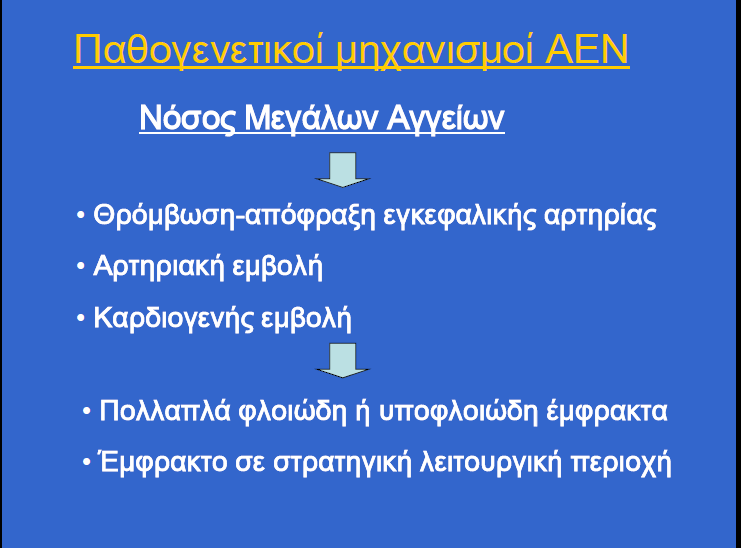 Παθογενετικοί μηχανισμοί ΑΕΝ
Νόσος Μεγάλων Αγγείων
• Θρόμβωση-απόφραξη εγκεφαλικής αρτηρίας
• Αρτηριακή εμβολή
• Καρδιογενής εμβολή
• Πολλαπλά φλοιώδη ή υποφλοιώδη έμφρακτα
• Έμφρακτο σε στρατηγική λειτουργική περιοχή